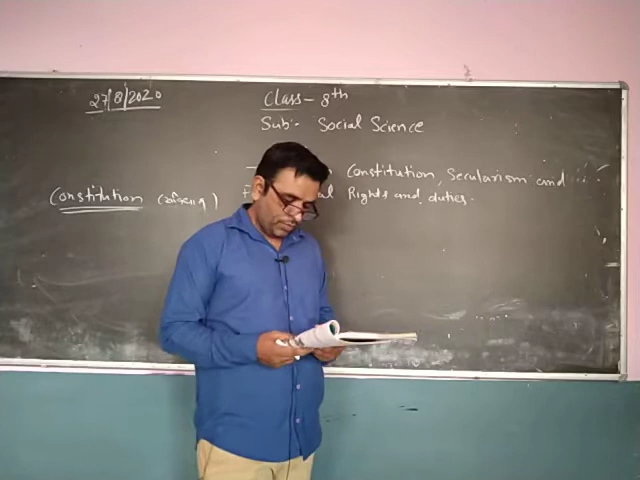 27/8/2020
Class - 8th
Sub:- Social Science
Constitution, Secularism and
Rights and duties.
Constitution (संविधान)